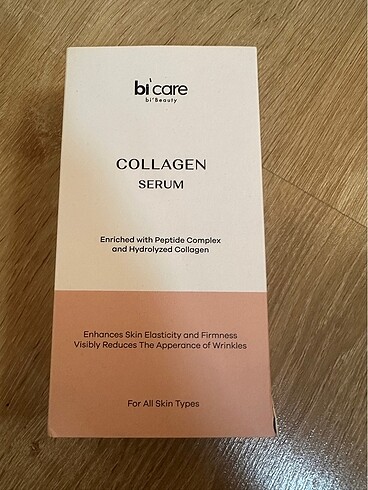 bi'care
bi'Beauty
COLLAGEN
SERUM
Enriched with Peptide Complex
and Hydrolyzed Collagen
Enhances Skin Elasticity and Firmness
Visibly Reduces The Apperance of Wrinkles
For All Skin Types